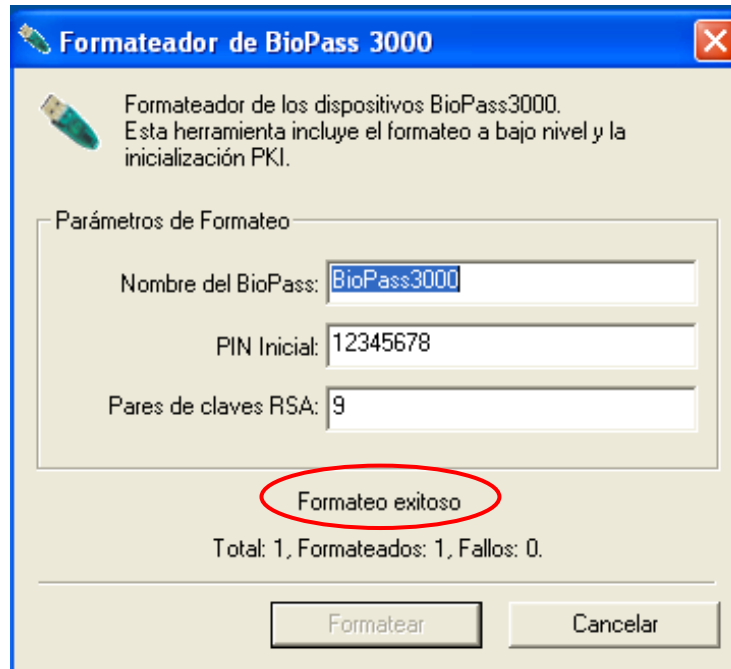 Formateador de BioPass 3000
Formateador de los dispositivos BioPass3000.
Esta herramienta incluye el formateo a bajo nivel y la
inicialización PKI.
Parámetros de Formateo
Nombre del BioPass: BioPass3000
PIN Inicial: 12345678
Pares de claves RSA: 9
Formateo exitoso
Total: 1, Formateados: 1, Fallos: 0.
Formatear Cancelar